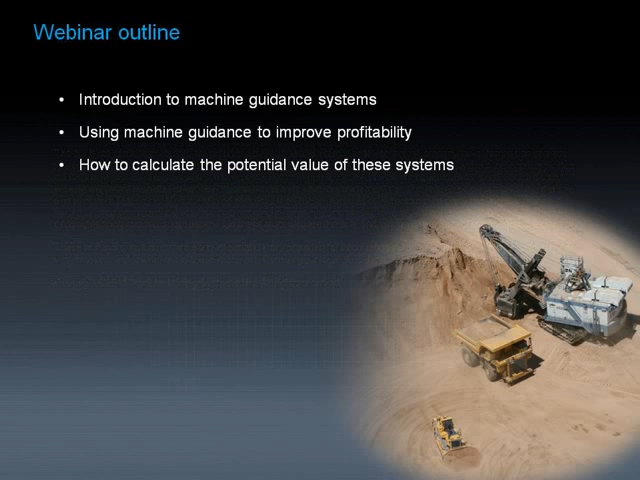 Webinar outline
• Introduction to machine guidance systems
• Using machine guidance to improve profitability
• How to calculate the potential value of these systems